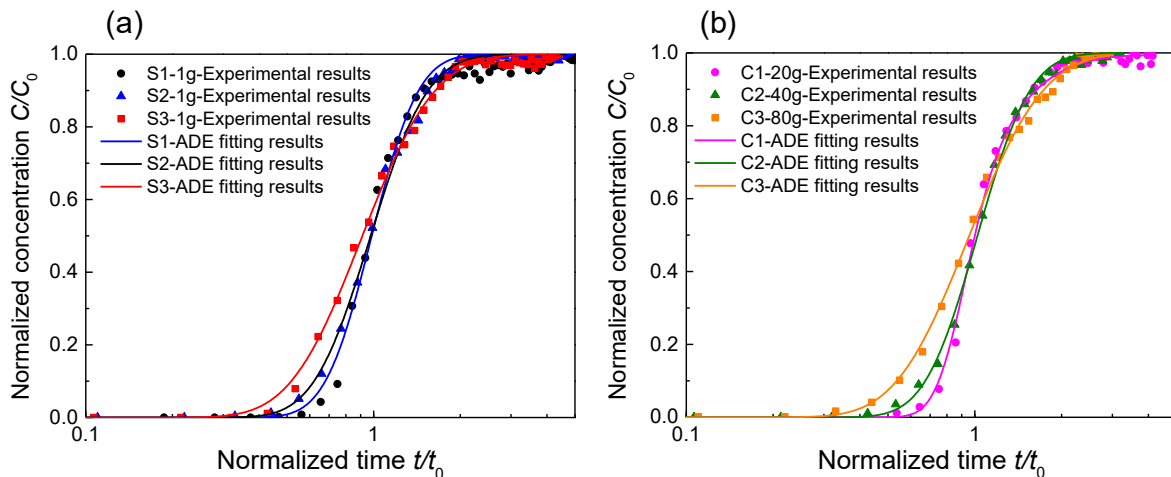 (a)
Normalized concentration C/C0
1.0
0.8
0.6
0.4
0.2
0.0
S1-1g-Experimental results
S2-1g-Experimental results
S3-1g-Experimental results
S1-ADE fitting results
S2-ADE fitting results
S3-ADE fitting results
0.1
1
Normalized time t/t0
(b)
Normalized concentration C/C0
1.0
0.8
0.6
0.4
0.2
0.0
C1-20g-Experimental results
C2-40g-Experimental results
C3-80g-Experimental results
C1-ADE fitting results
C2-ADE fitting results
C3-ADE fitting results
0.1
1
Normalized time t/t0